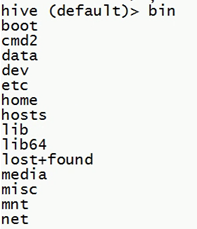 hive (default)> bin
boot
cmd2
data
dev
etc
home
hosts
lib
lib64
lost+found
media
misc
mnt
net